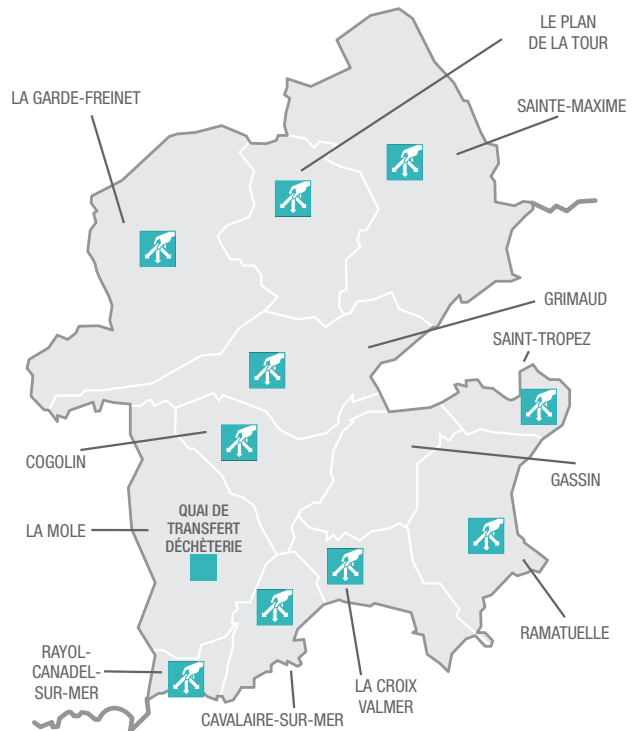 LE PLAN
DE LA TOUR
LA GARDE-FREINET
SAINTE-MAXIME
GRIMAUD
SAINT-TROPEZ
COGOLIN
GASSIN
QUAI DE
TRANSFERT
DÉCHÈTERIE
LA MOLE
RAMATUELLE
RAYOL-
CANADEL-
SUR-MER
LA CROIX
VALMER
CAVALAIRE-SUR-MER